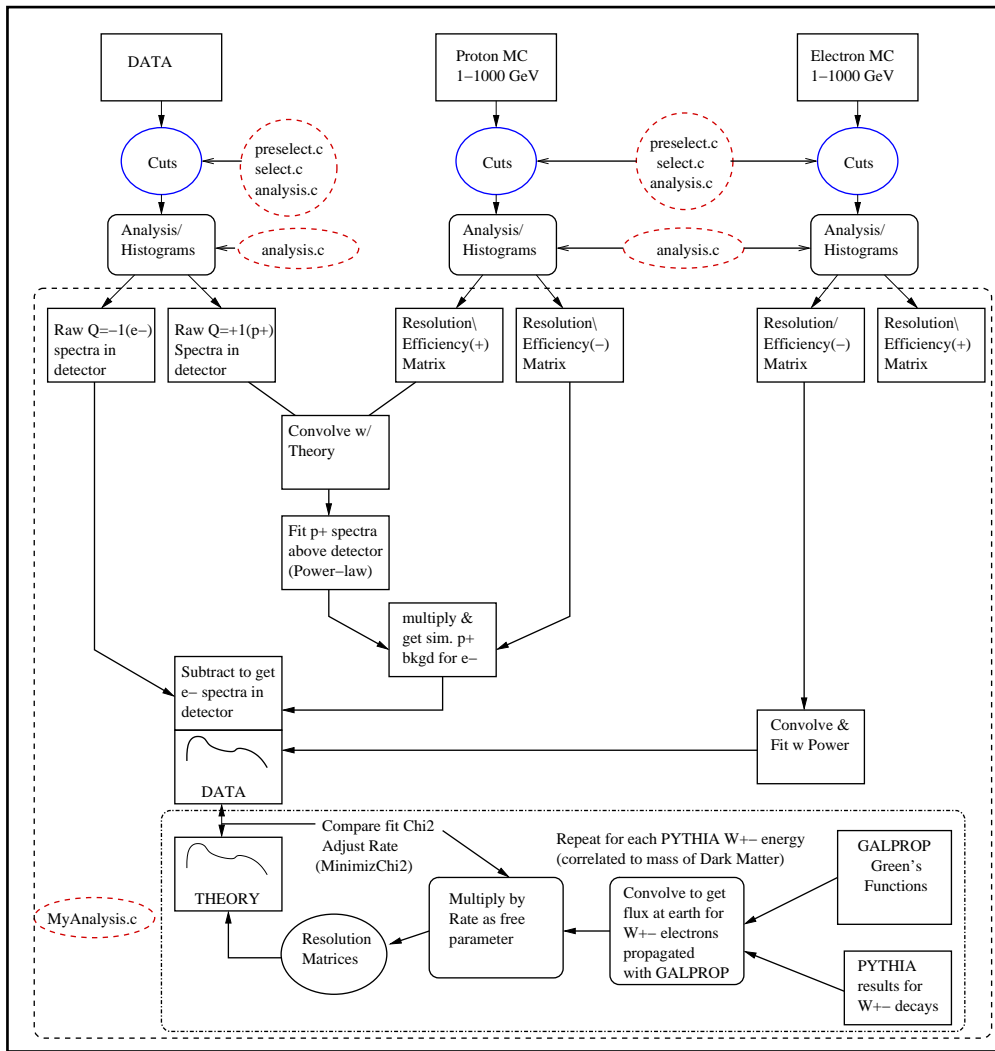 DATA
Proton MC
1−1000 GeV
Electron MC
1−1000 GeV
Cuts
preselect.c
select.c
analysis.c
Cuts
preselect.c
select.c
analysis.c
Cuts
Analysis/
Histograms
analysis.c
Analysis/
Histograms
analysis.c
Analysis/
Histograms
Raw Q=−1(e−)
spectra in
detector
Raw Q=+1(p+)
Spectra in
detector
Resolution\
Efficiency(+)
Matrix
Resolution\
Efficiency(−)
Matrix
Resolution/
Efficiency(−)
Matrix
Resolution\
Efficiency(+)
Matrix
Convolve w/
Theory
Fit p+ spectra
above detector
(Power−law)
multiply &
get sim. p+
bkgd for e−
Subtract to get
e− spectra in
detector
Convolve &
Fit w Power
DATA
Compare fit Chi2
Adjust Rate
(MinimizChi2)
Repeat for each PYTHIA W+− energy
(correlated to mass of Dark Matter)
GALPROP
Green's
Functions
THEORY
MyAnalysis.c
Resolution
Matrices
Multiply by
Rate as free
parameter
Convolve to get
flux at earth for
W+− electrons
propagated
with GALPROP
PYTHIA
results for
W+− decays